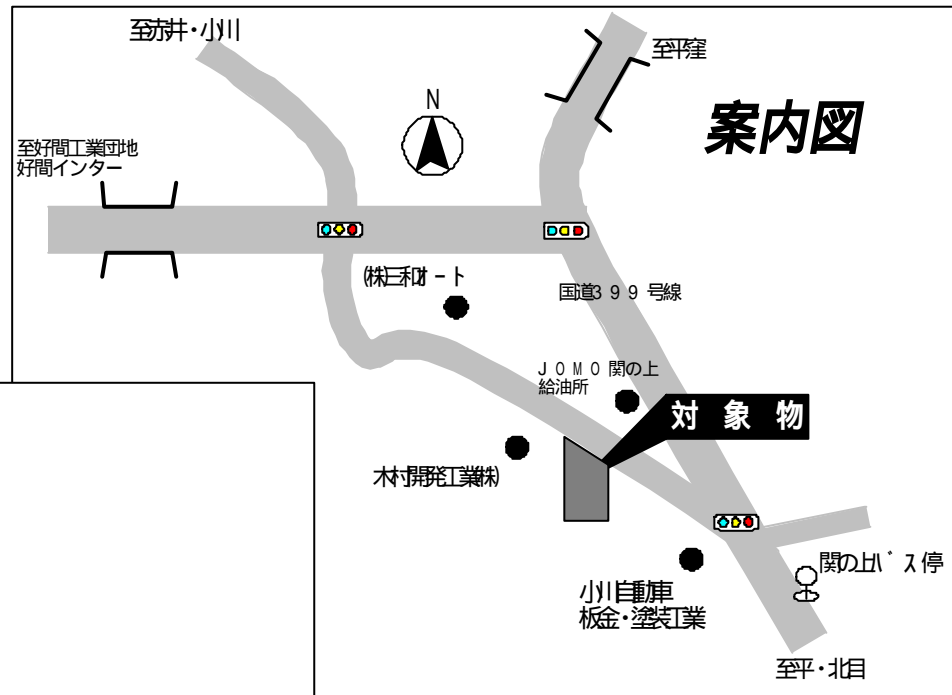 至赤井・小川
至平窪
案内図
N
至好間工業団地
好間インター
(株)三和オート
国道399号線
JOMO関の上
給油所
対象物
木村開発工業(株)
関の上バス停
小川自動車
板金・塗装工業
至平・北目